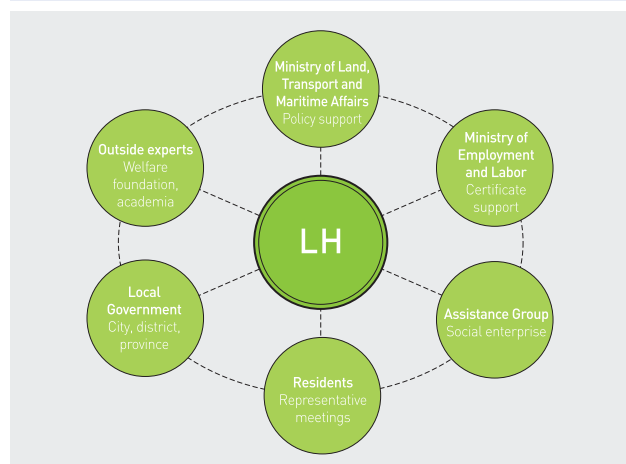 Ministry of Land,
Transport and
Maritime Affairs
Policy support
Outside experts
Welfare
foundation,
academia
Ministry of
Employment
and Labor
Certificate
support
LH
Local
Government
City, district,
province
Assistance Group
Social enterprise
Residents
Representative
meetings